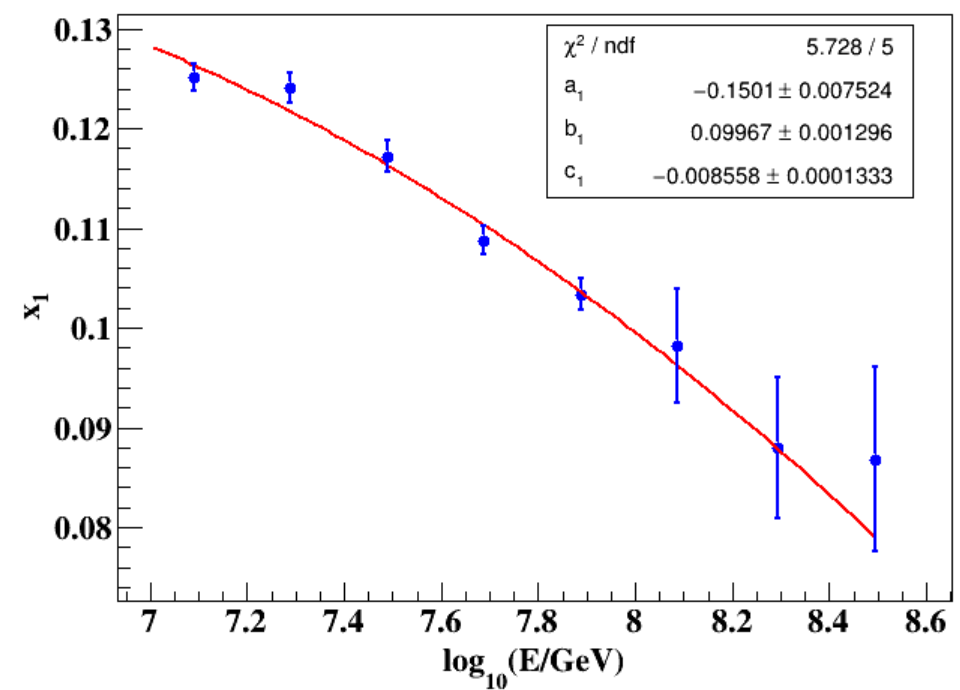 0.13
0.12
0.11
0.1
0.09
0.08
x₁
χ² / ndf 5.728 / 5
a₁ −0.1501 ± 0.007524
b₁ 0.09967 ± 0.001296
c₁ −0.008558 ± 0.0001333
7 7.2 7.4 7.6 7.8 8 8.2 8.4 8.6
log₁₀(E/GeV)